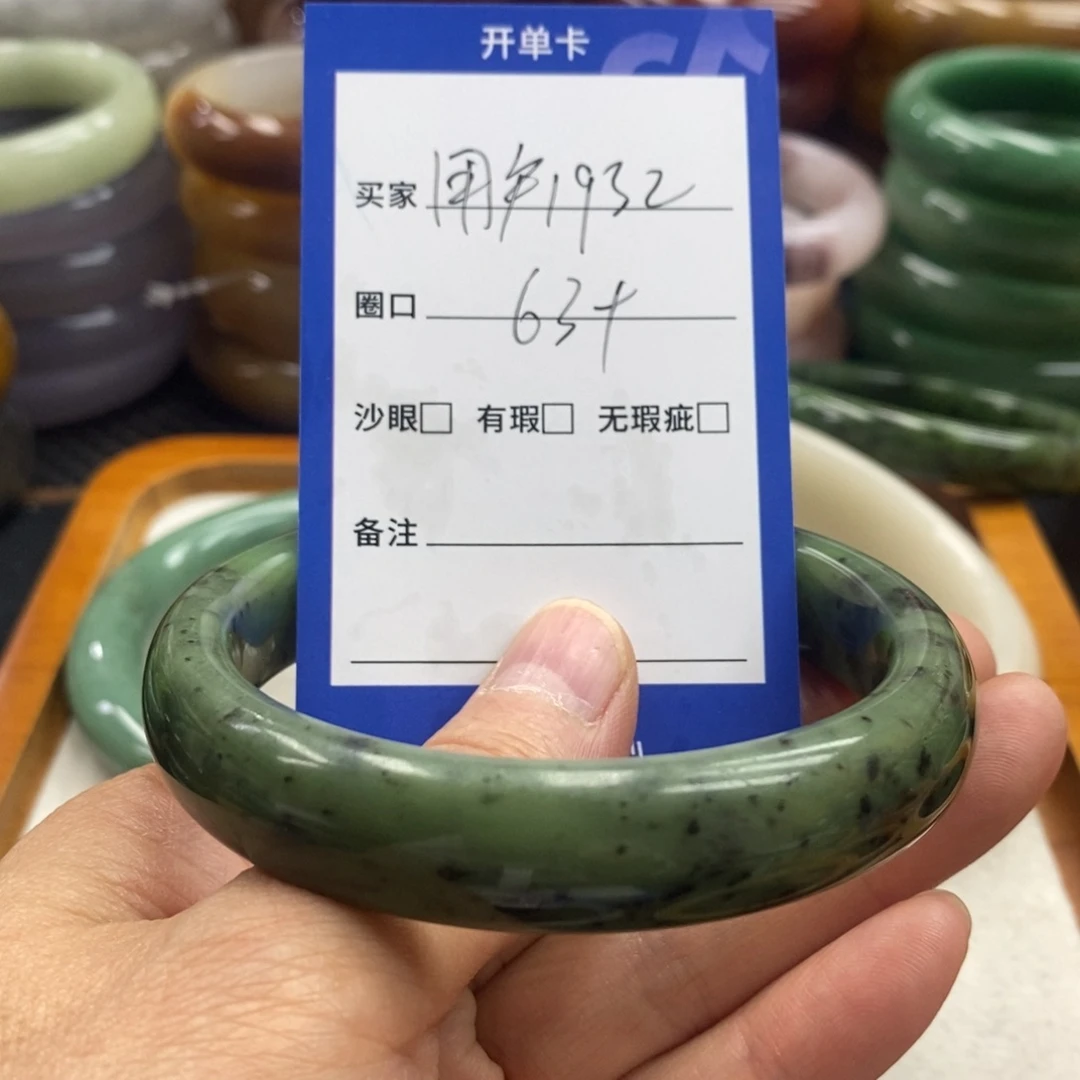 开单卡
买家 用户1932
圈口 63+
沙眼□ 有瑕□ 无瑕疵□
备注